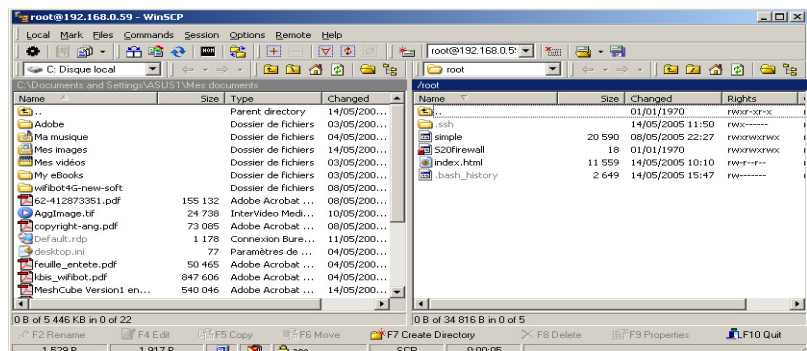 root@192.168.0.59 - WinSCP
Local Mark Files Commands Session Options Remote Help
root@192.168.0.5:
C: Disque local
root
C:\Documents and Settings\ASUS1\Mes documents
/root
Name Size Type Changed
Name Size Changed Rights
.. Parent directory 14/05/200...
Adobe Dossier de fichiers 03/05/200...
Ma musique Dossier de fichiers 04/05/200...
Mes images Dossier de fichiers 14/05/200...
Mes vidéos Dossier de fichiers 03/05/200...
My eBooks Dossier de fichiers 03/05/200...
wifibot4G-new-soft Dossier de fichiers 08/05/200...
62-412873351.pdf 155 132 Adobe Acrobat ... 08/05/200...
AggImage.tif 24 738 InterVideo Medi... 10/05/200...
copyright-ang.pdf 73 085 Adobe Acrobat ... 08/05/200...
Default.rdp 1 178 Connexion Bure... 11/05/200...
desktop.ini 77 Paramètres de ... 04/05/200...
feuille_entete.pdf 50 465 Adobe Acrobat ... 04/05/200...
kbis_wifibot.pdf 847 606 Adobe Acrobat ... 04/05/200...
MeshCube Version1 en... 540 046 Adobe Acrobat ... 14/05/200...
.. 01/01/1970 rwxr-xr-x
.ssh 14/05/2005 11:50 rwx------
simple 20 590 08/05/2005 22:27 rwxrwxrwx
S20firewall 18 01/01/1970 rwxrwxrwx
index.html 11 559 14/05/2005 10:10 rw-r--r--
.bash_history 2 649 14/05/2005 15:47 rw-------
0 B of 5 446 KB in 0 of 22
0 B of 34 816 B in 0 of 5
F2 Rename F4 Edit F5 Copy F6 Move F7 Create Directory F8 Delete F9 Properties F10 Quit
1 529 B 1 917 B SCP 0:00:05